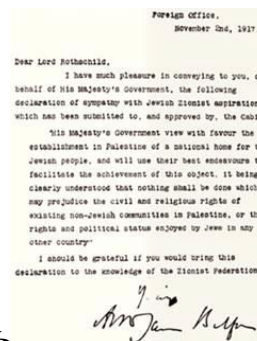 Foreign Office,
November 2nd, 1917
Dear Lord Rothschild,
I have much pleasure in conveying to you,
behalf of His Majesty's Government, the following
declaration of sympathy with Jewish Zionist aspiration
which has been submitted to, and approved by, the Cabi
"His Majesty's Government view with favour the
establishment in Palestine of a national home for t
Jewish people, and will use their best endeavours t
facilitate the achievement of this object, it being
clearly understood that nothing shall be done which
may prejudice the civil and religious rights of
existing non-Jewish communities in Palestine, or th
rights and political status enjoyed by Jews in any
other country"
I should be grateful if you would bring this
declaration to the knowledge of the Zionist Federation